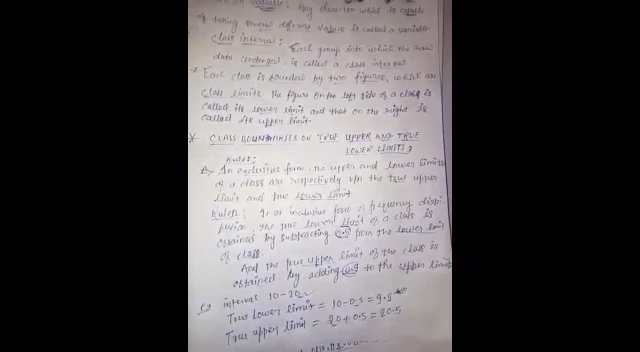 Variable: Any character which is capable
of taking several different values is called a variable
class interval: Each group into which the raw
data condensed is called a class interval
Each class is bounded by two figures, which are
class limits. The figure on the left side of a class is
called its lower limit and that on the right is
called its upper limit.
CLASS BOUNDARIES OR TRUE UPPER AND TRUE
LOWER LIMITS:
Rules:
In exclusive form, the upper and lower limits
of a class are respectively the true upper
limit and true lower limit
Rules: In inclusive form of frequency
the true lower limit of a class is
obtained by subtracting 0.5 from the lower limit
of class.
And the true upper limit of the class is
obtained by adding 0.5 to the upper limit
interval 10-20
True lower limit = 10-0.5 = 9.5
True upper limit = 20+0.5 = 20.5